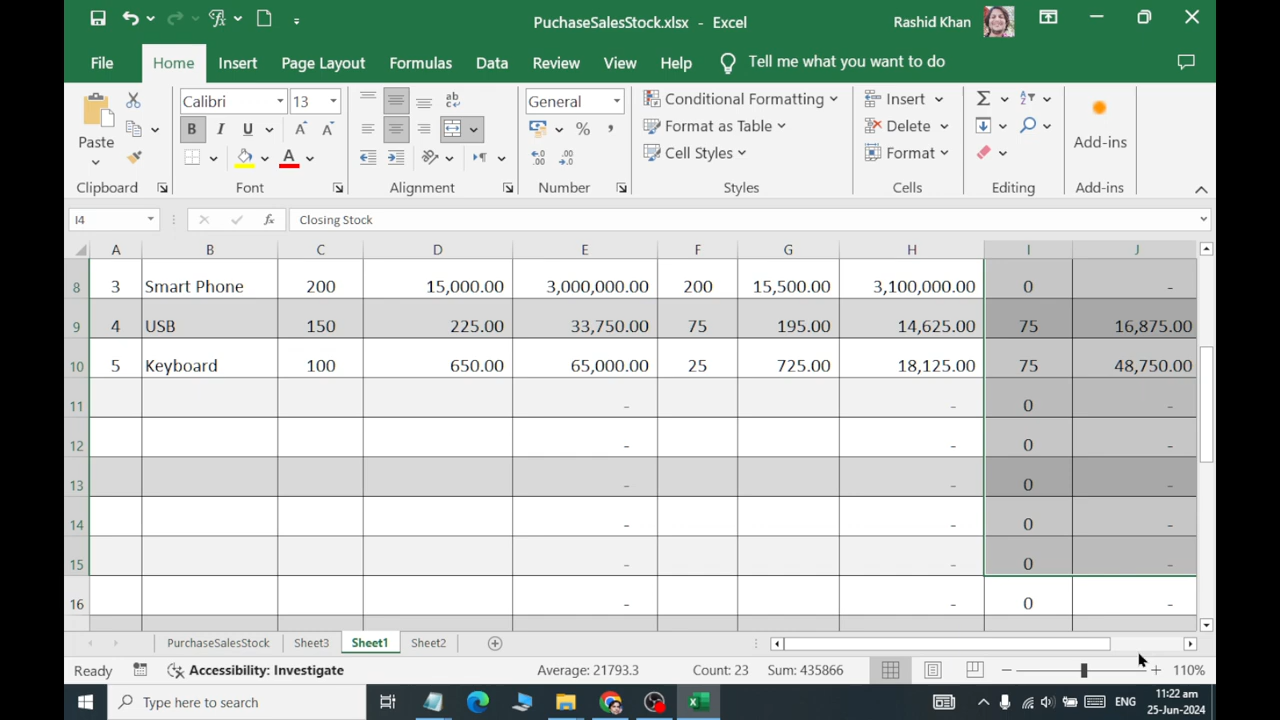 PuchaseSalesStock.xlsx - Excel
Rashid Khan
File Home Insert Page Layout Formulas Data Review View Help Tell me what you want to do
Paste
Calibri 13
B I U A
General
% ,
Conditional Formatting
Format as Table
Cell Styles
Insert
Delete
Format
Add-ins
Clipboard Font Alignment Number Styles Cells Editing Add-ins
I4 fx Closing Stock
A B C D E F G H I J
8 3 Smart Phone 200 15,000.00 3,000,000.00 200 15,500.00 3,100,000.00 0 -
9 4 USB 150 225.00 33,750.00 75 195.00 14,625.00 75 16,875.00
10 5 Keyboard 100 650.00 65,000.00 25 725.00 18,125.00 75 48,750.00
11 - - 0 -
12 - - 0 -
13 - - 0 -
14 - - 0 -
15 - - 0 -
16 - - 0 -
PurchaseSalesStock Sheet3 Sheet1 Sheet2
Ready Accessibility: Investigate Average: 21793.3 Count: 23 Sum: 435866 110%
Type here to search
ENG
11:22 am
25-Jun-2024